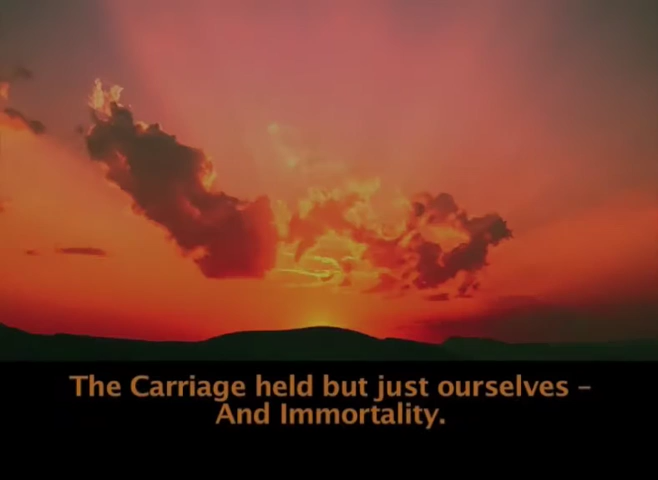 The Carriage held but just ourselves –
And Immortality.